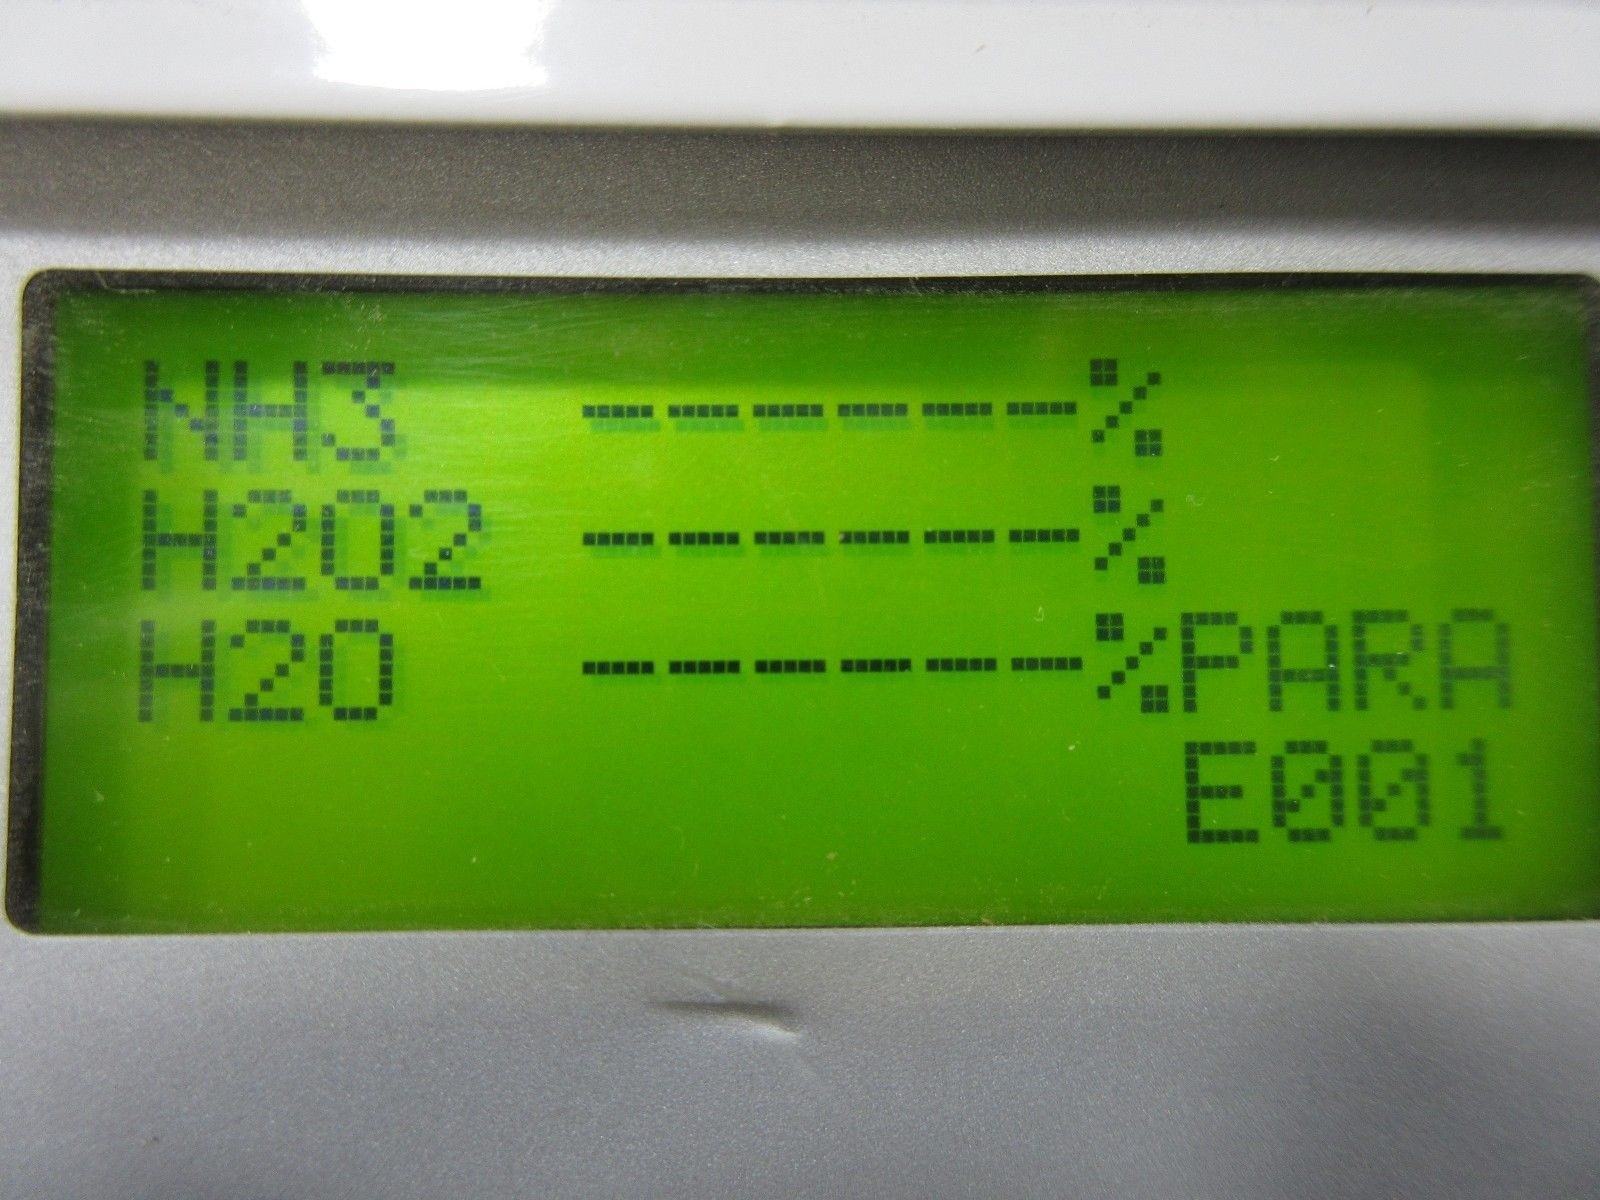 NH3 ------%
H2O2 ------%
H2O ------%PARA
E001